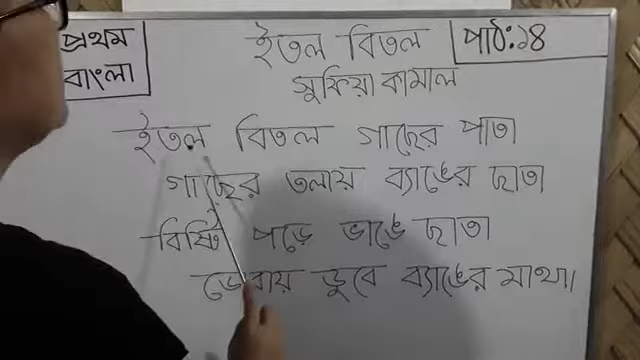 প্রথম
বাংলা
ইতল বিতল
পাঠ:১৪
সুফিয়া কামাল
ইতল বিতল গাছের পাতা
গাছের তলায় ব্যাঙের ছাতা
বিষ্টি পড়ে ভাঙে ছাতা
ডোবায় ডুবে ব্যাঙের মাথা।